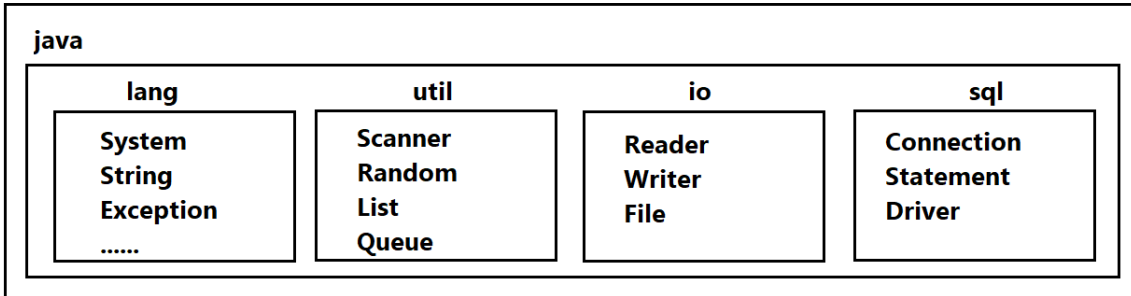 java
lang
System
String
Exception
......
util
Scanner
Random
List
Queue
io
Reader
Writer
File
sql
Connection
Statement
Driver